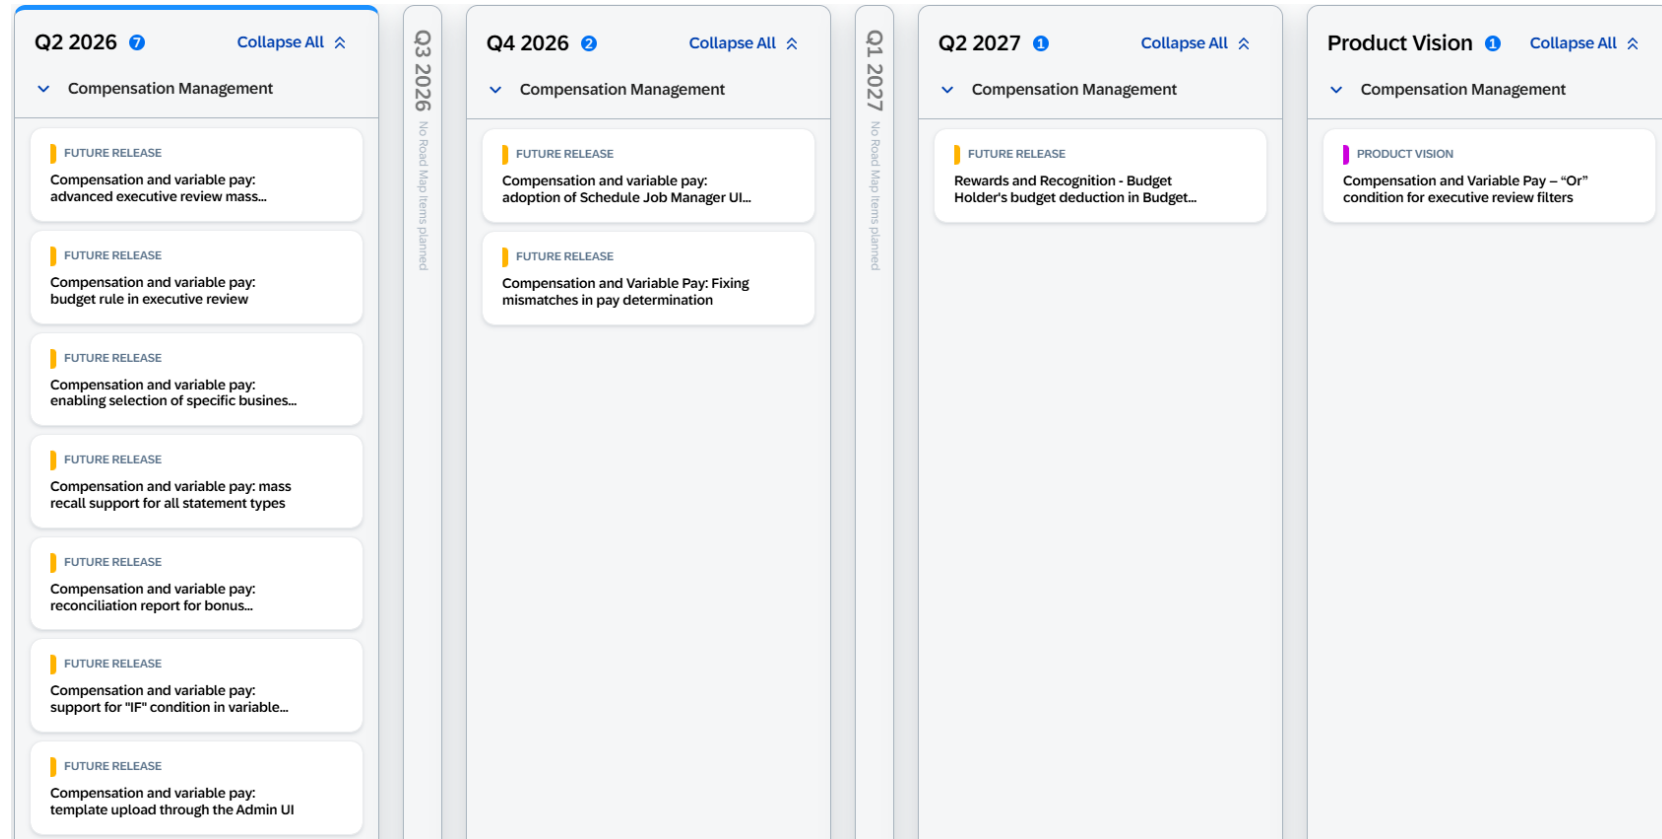 Q2 2026 7 Collapse All
Compensation Management
FUTURE RELEASE
Compensation and variable pay:
advanced executive review mass...
FUTURE RELEASE
Compensation and variable pay:
budget rule in executive review
FUTURE RELEASE
Compensation and variable pay:
enabling selection of specific busines...
FUTURE RELEASE
Compensation and variable pay: mass
recall support for all statement types
FUTURE RELEASE
Compensation and variable pay:
reconciliation report for bonus...
FUTURE RELEASE
Compensation and variable pay:
support for "IF" condition in variable...
FUTURE RELEASE
Compensation and variable pay:
template upload through the Admin UI
Q3 2026 No Road Map Items planned
Q4 2026 2 Collapse All
Compensation Management
FUTURE RELEASE
Compensation and variable pay:
adoption of Schedule Job Manager UI...
FUTURE RELEASE
Compensation and Variable Pay: Fixing
mismatches in pay determination
Q1 2027 No Road Map Items planned
Q2 2027 1 Collapse All
Compensation Management
FUTURE RELEASE
Rewards and Recognition - Budget
Holder's budget deduction in Budget...
Product Vision 1 Collapse All
Compensation Management
PRODUCT VISION
Compensation and Variable Pay – “Or”
condition for executive review filters